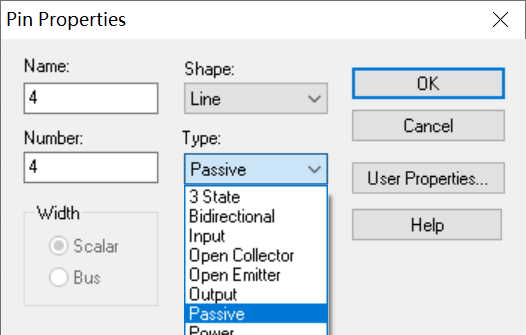 Pin Properties
Name:
4
Number:
4
Width
Scalar
Bus
Shape:
Line
Type:
Passive
3 State
Bidirectional
Input
Open Collector
Open Emitter
Output
Passive
Power
OK
Cancel
User Properties...
Help